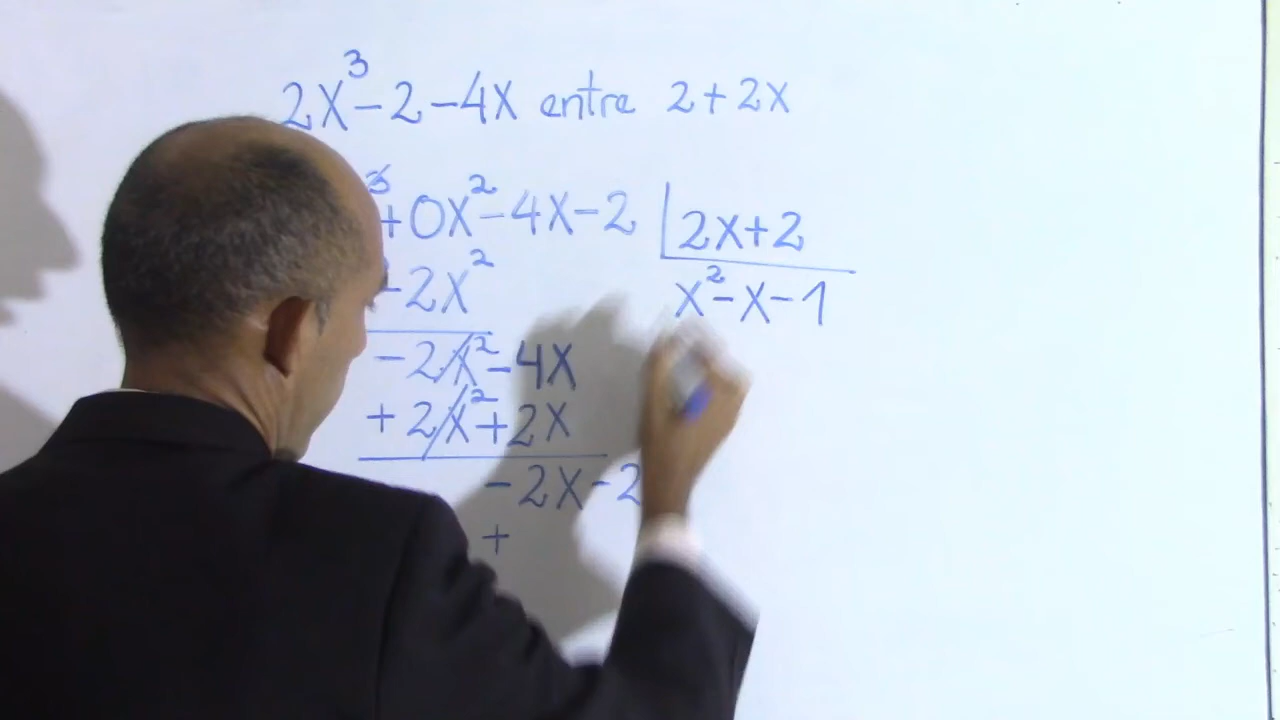 2x³-2-4x entre 2+2x
+0x²-4x-2 2x+2
-2x² x²-x-1
-2x²-4x
+2x²+2x
-2x-2
+